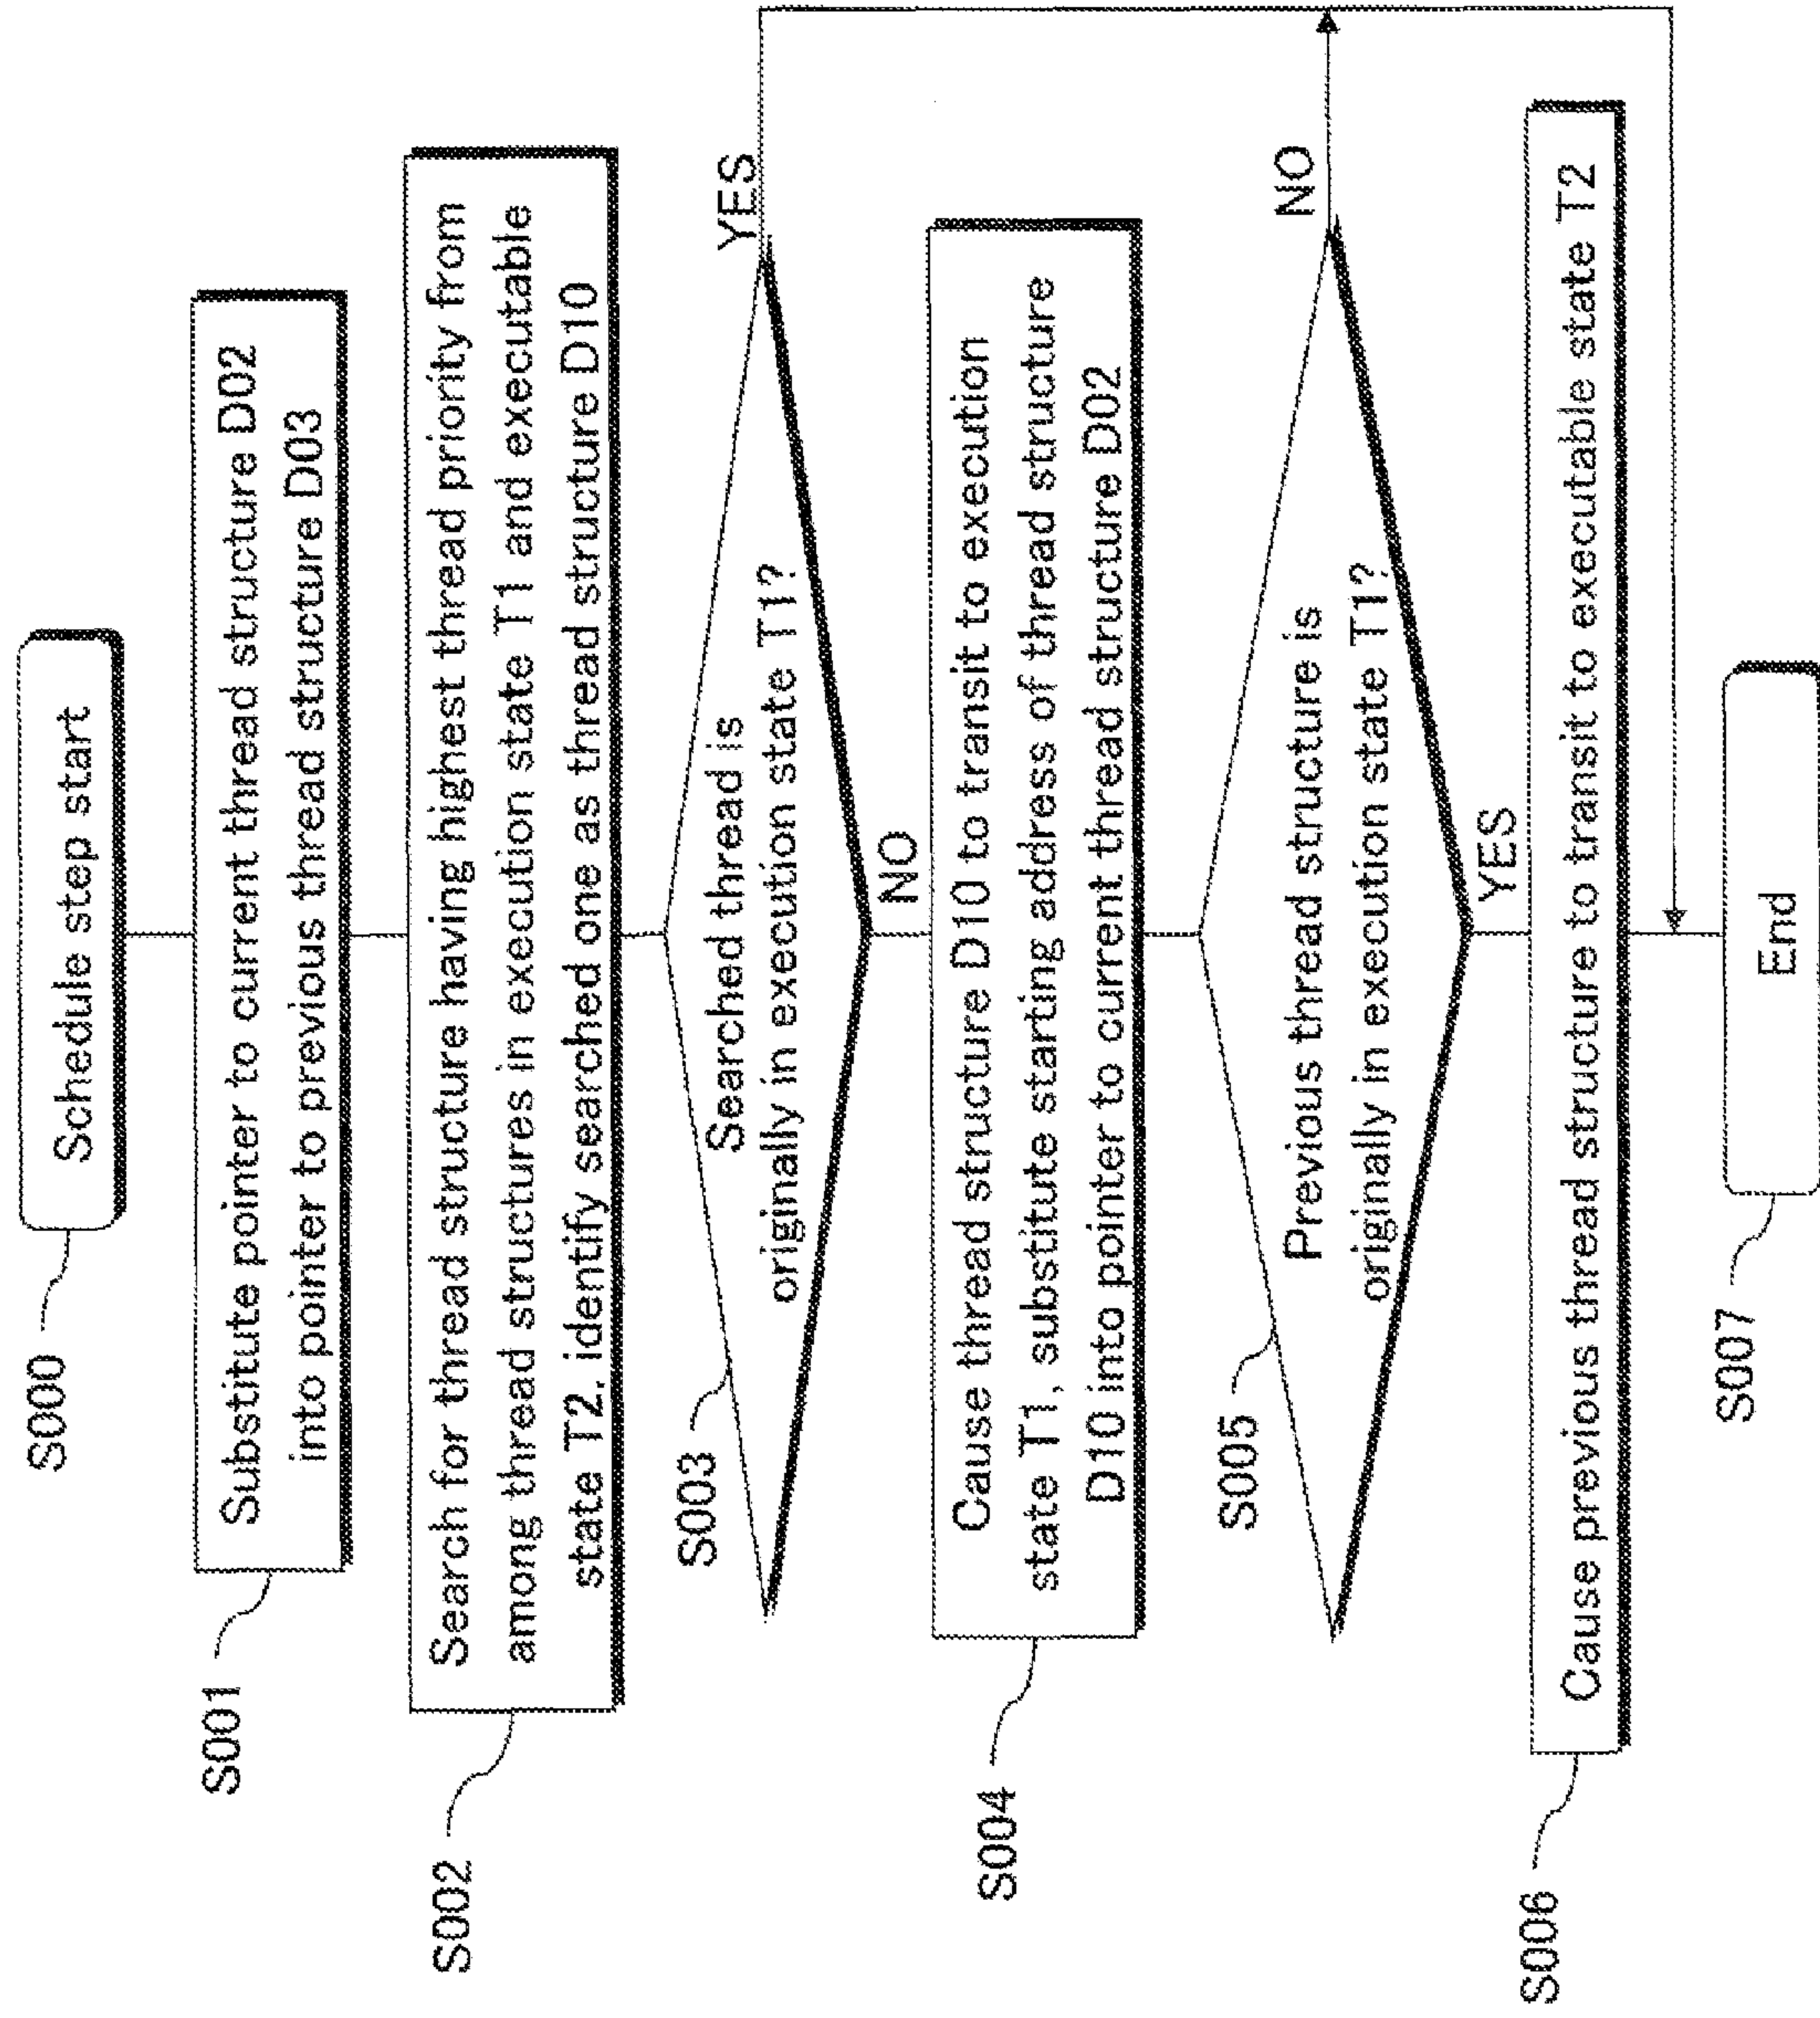 S000
Schedule step start
S001
Substitute pointer to current thread structure D02
into pointer to previous thread structure D03
S002
Search for thread structure having highest thread priority from
among thread structures in execution state T1 and executable
state T2, identify searched one as thread structure D10
S003
Searched thread is
originally in execution state T1?
YES
NO
S004
Cause thread structure D10 to transit to execution
state T1, substitute starting address of thread structure
D10 into pointer to current thread structure D02
S005
Previous thread structure is
originally in execution state T1?
NO
YES
S006
Cause previous thread structure to transit to executable state T2
S007
End